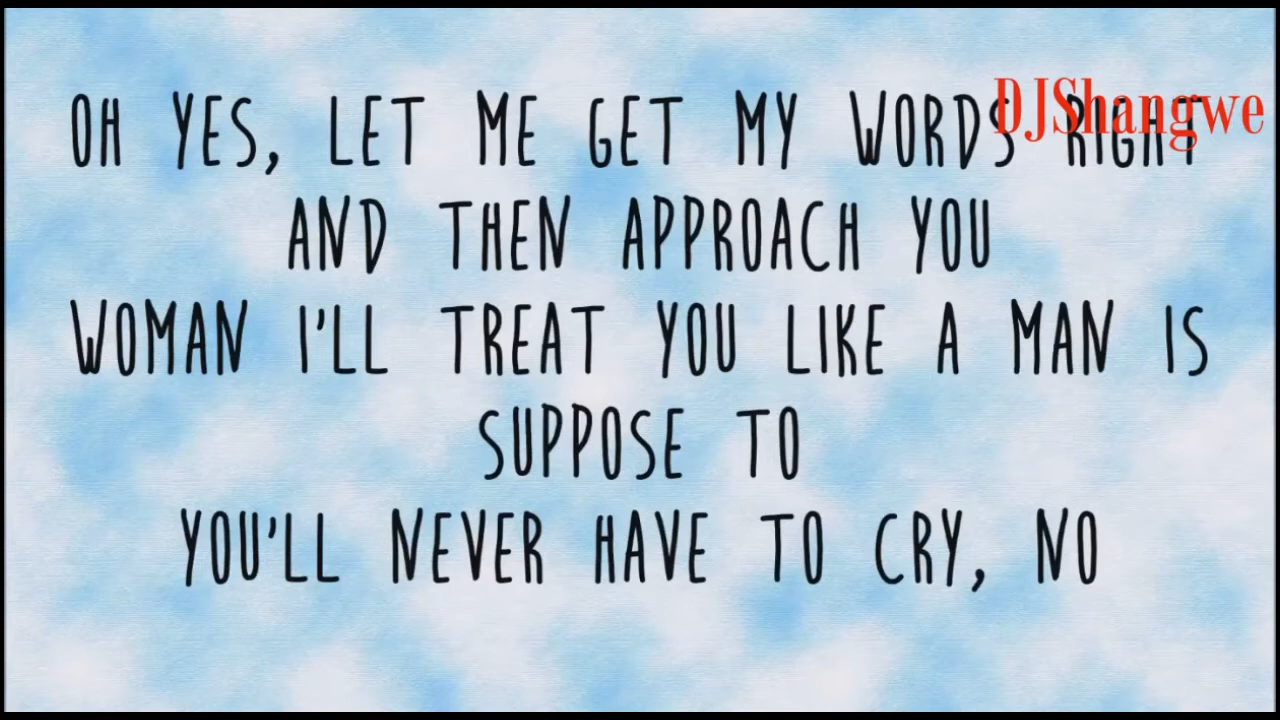 OH YES, LET ME GET MY WORDS RIGHT
DJShangwe
AND THEN APPROACH YOU
WOMAN I'LL TREAT YOU LIKE A MAN IS
SUPPOSE TO
YOU'LL NEVER HAVE TO CRY, NO